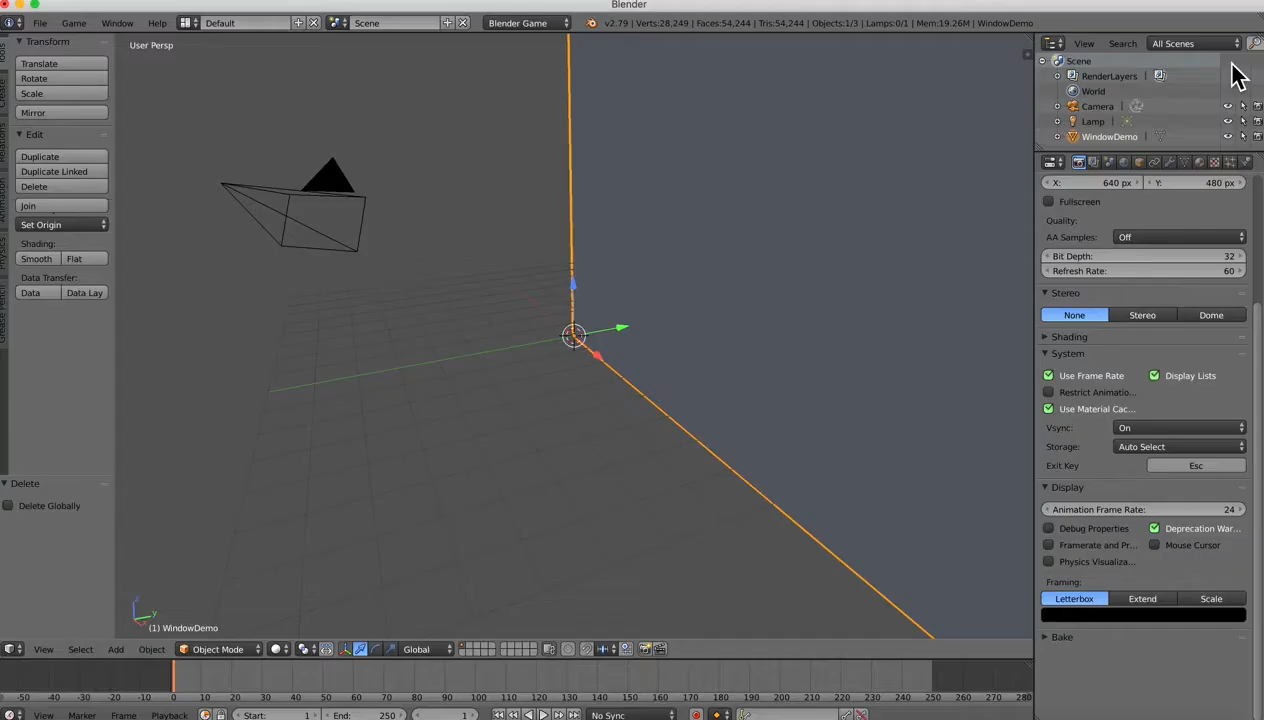 Blender
File Game Window Help Default Scene Blender Game v2.79 | Verts:28,249 | Faces:54,244 | Tris:54,244 | Objects:1/3 | Lamps:0/1 | Mem:19.26M | WindowDemo
Transform
Translate
Rotate
Scale
Mirror
Edit
Duplicate
Duplicate Linked
Delete
Join
Set Origin
Shading:
Smooth Flat
Data Transfer:
Data Data Lay
Delete
Delete Globally
Tools
Create
Relations
Animation
Physics
Grease Pencil
User Persp
z
y
(1) WindowDemo
View Select Add Object Object Mode Global
-50 -40 -30 -20 -10 0 10 20 30 40 50 60 70 80 90 100 110 120 130 140 150 160 170 180 190 200 210 220 230 240 250 260 270 280
View Marker Frame Playback Start: 1 End: 250 1 No Sync
View Search All Scenes
Scene
RenderLayers
World
Camera
Lamp
WindowDemo
X: 640 px Y: 480 px
Fullscreen
Quality:
AA Samples: Off
Bit Depth: 32
Refresh Rate: 60
Stereo
None Stereo Dome
Shading
System
Use Frame Rate Display Lists
Restrict Animatio...
Use Material Cac...
Vsync: On
Storage: Auto Select
Exit Key Esc
Display
Animation Frame Rate: 24
Debug Properties Deprecation War...
Framerate and Pr... Mouse Cursor
Physics Visualiza...
Framing:
Letterbox Extend Scale
Bake